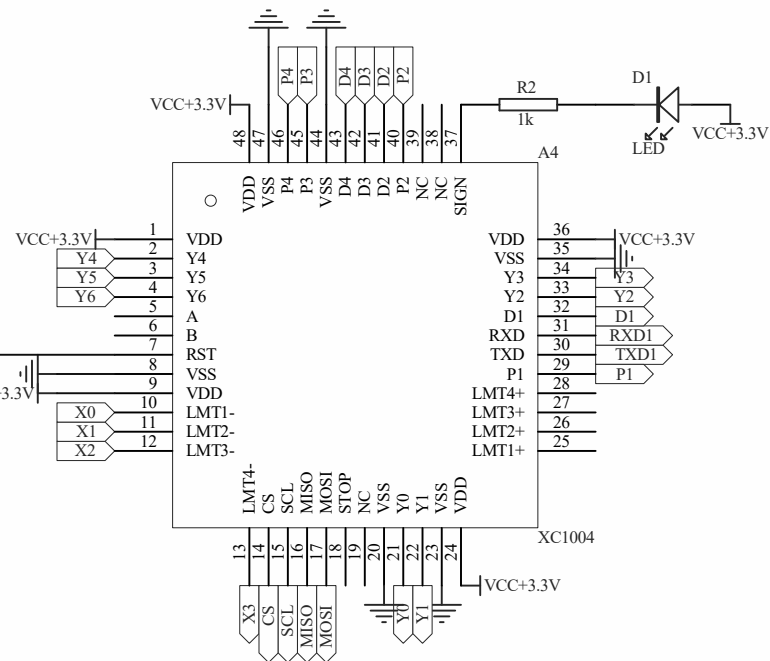 P4 P3 D4 D3 D2 P2
R2 D1
VCC+3.3V
1k VCC+3.3V
LED
48 47 46 45 44 43 42 41 40 39 38 37
A4
VDD VSS P4 P3 VSS D4 D3 D2 P2 NC NC SIGN
VCC+3.3V 1 VDD VDD 36 VCC+3.3V
Y4 2 Y4 VSS 35
Y5 3 Y5 Y3 34 Y3
Y6 4 Y6 Y2 33 Y2
5 A D1 32 D1
6 B RXD 31 RXD1
7 RST TXD 30 TXD1
8 VSS P1 29 P1
+3.3V 9 VDD LMT4+ 28
X0 10 LMT1- LMT3+ 27
X1 11 LMT2- LMT2+ 26
X2 12 LMT3- LMT1+ 25
LMT4- CS SCL MISO MOSI STOP NC VSS Y0 Y1 VSS VDD
XC1004
13 14 15 16 17 18 19 20 21 22 23 24
VCC+3.3V
X3 CS SCL MISO MOSI Y0 Y1